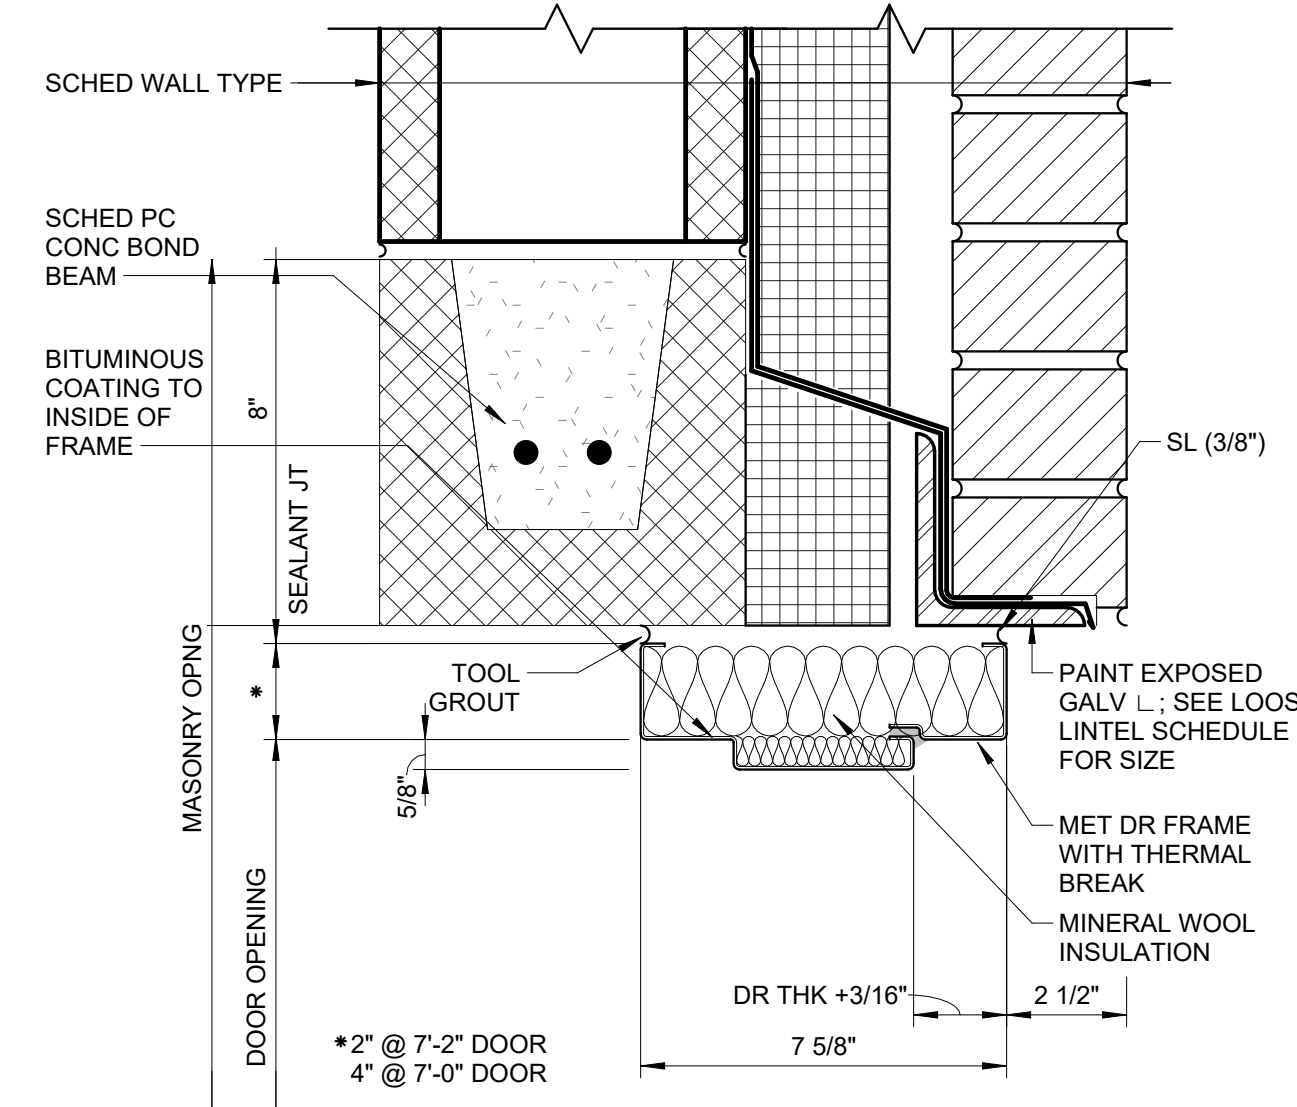 SCHED WALL TYPE
SCHED PC
CONC BOND
BEAM
BITUMINOUS
COATING TO
INSIDE OF
FRAME
8"
SEALANT JT
MASONRY OPNG
*
DOOR OPENING
TOOL
GROUT
5/8"
SL (3/8")
PAINT EXPOSED
GALV ∟; SEE LOOS
LINTEL SCHEDULE
FOR SIZE
MET DR FRAME
WITH THERMAL
BREAK
MINERAL WOOL
INSULATION
DR THK +3/16"
2 1/2"
7 5/8"
*2" @ 7'-2" DOOR
4" @ 7'-0" DOOR